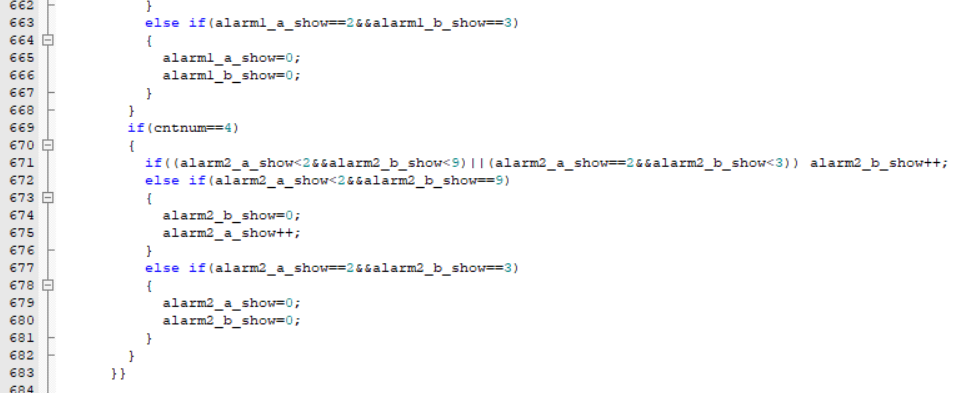 662 }
663 else if(alarm1_a_show==2&&alarm1_b_show==3)
664 {
665 alarm1_a_show=0;
666 alarm1_b_show=0;
667 }
668 }
669 if(cntnum==4)
670 {
671 if((alarm2_a_show<2&&alarm2_b_show<9)||(alarm2_a_show==2&&alarm2_b_show<3)) alarm2_b_show++;
672 else if(alarm2_a_show<2&&alarm2_b_show==9)
673 {
674 alarm2_b_show=0;
675 alarm2_a_show++;
676 }
677 else if(alarm2_a_show==2&&alarm2_b_show==3)
678 {
679 alarm2_a_show=0;
680 alarm2_b_show=0;
681 }
682 }
683 }}
684